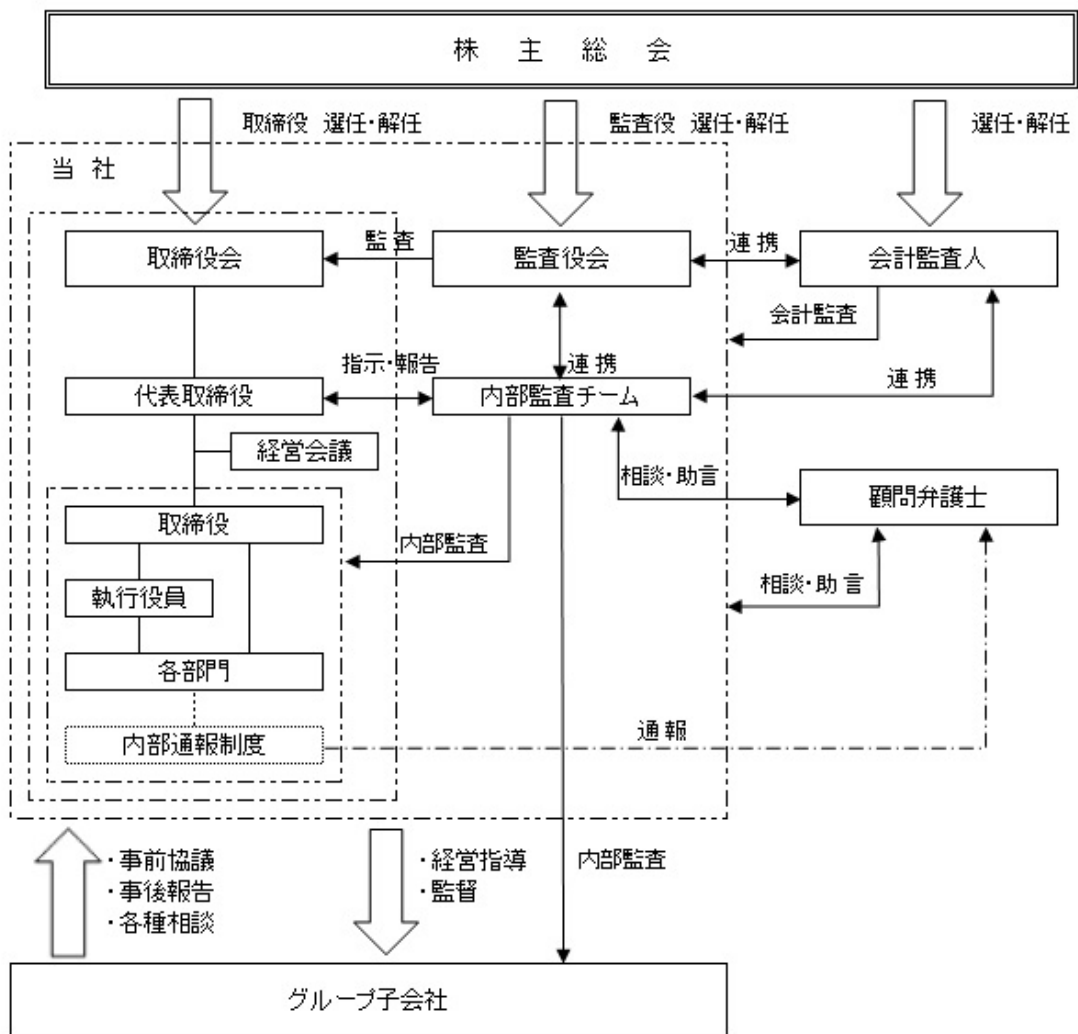 株主総会
取締役 選任・解任
監査役 選任・解任
選任・解任
当社
取締役会
監査
監査役会
連携
会計監査人
会計監査
連携
指示・報告
代表取締役
内部監査チーム
連携
経営会議
相談・助言
顧問弁護士
取締役
内部監査
執行役員
相談・助言
各部門
内部通報制度
通報
・事前協議
・事後報告
・各種相談
・経営指導
・監督
内部監査
グループ子会社